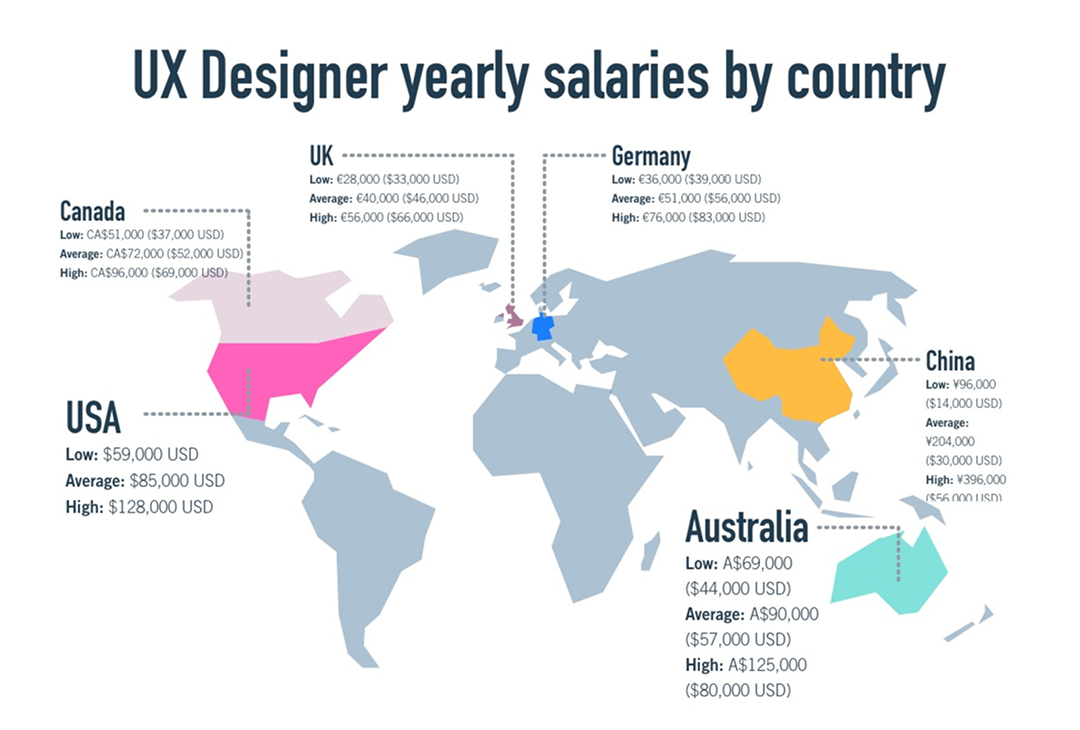 UX Designer yearly salaries by country
UK
Low: €28,000 ($33,000 USD)
Average: €40,000 ($46,000 USD)
High: €56,000 ($66,000 USD)
Germany
Low: €36,000 ($39,000 USD)
Average: €51,000 ($56,000 USD)
High: €76,000 ($83,000 USD)
Canada
Low: CA$51,000 ($37,000 USD)
Average: CA$72,000 ($52,000 USD)
High: CA$96,000 ($69,000 USD)
China
Low: ¥96,000
($14,000 USD)
Average:
¥204,000
($30,000 USD)
High: ¥396,000
($56,000 USD)
USA
Low: $59,000 USD
Average: $85,000 USD
High: $128,000 USD
Australia
Low: A$69,000
($44,000 USD)
Average: A$90,000
($57,000 USD)
High: A$125,000
($80,000 USD)